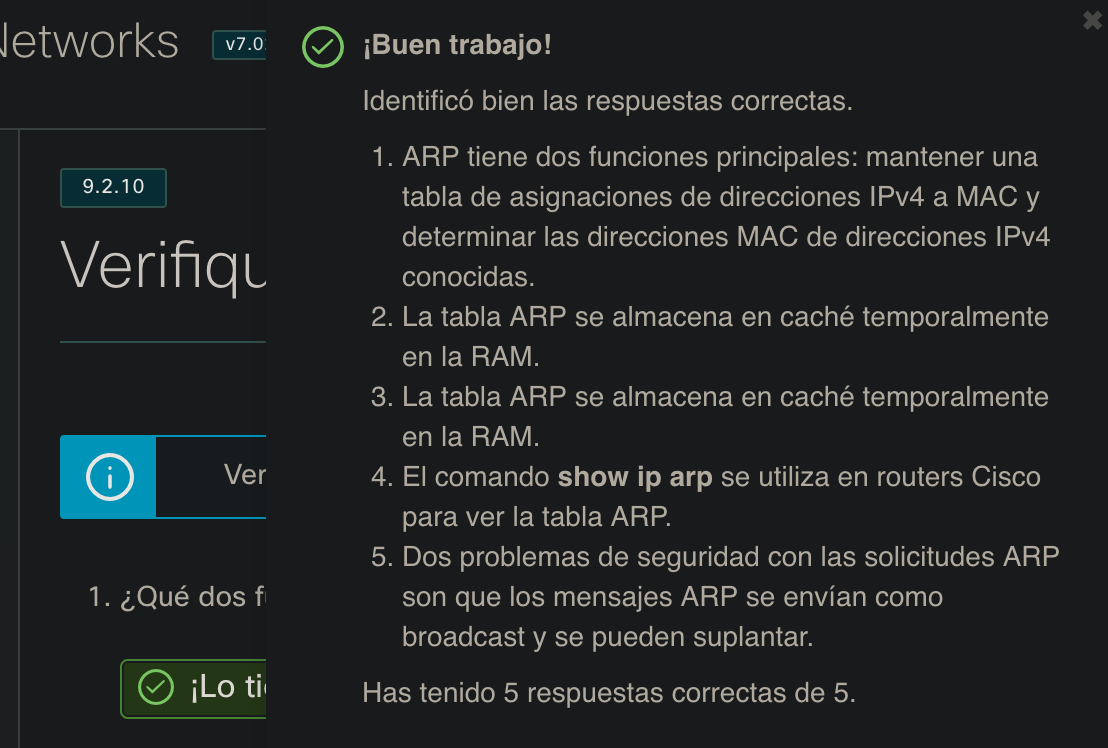 Networks
v7.0
9.2.10
Verifiqu
Ver
1. ¿Qué dos fu
¡Lo tie
¡Buen trabajo!
Identificó bien las respuestas correctas.
1. ARP tiene dos funciones principales: mantener una
tabla de asignaciones de direcciones IPv4 a MAC y
determinar las direcciones MAC de direcciones IPv4
conocidas.
2. La tabla ARP se almacena en caché temporalmente
en la RAM.
3. La tabla ARP se almacena en caché temporalmente
en la RAM.
4. El comando show ip arp se utiliza en routers Cisco
para ver la tabla ARP.
5. Dos problemas de seguridad con las solicitudes ARP
son que los mensajes ARP se envían como
broadcast y se pueden suplantar.
Has tenido 5 respuestas correctas de 5.